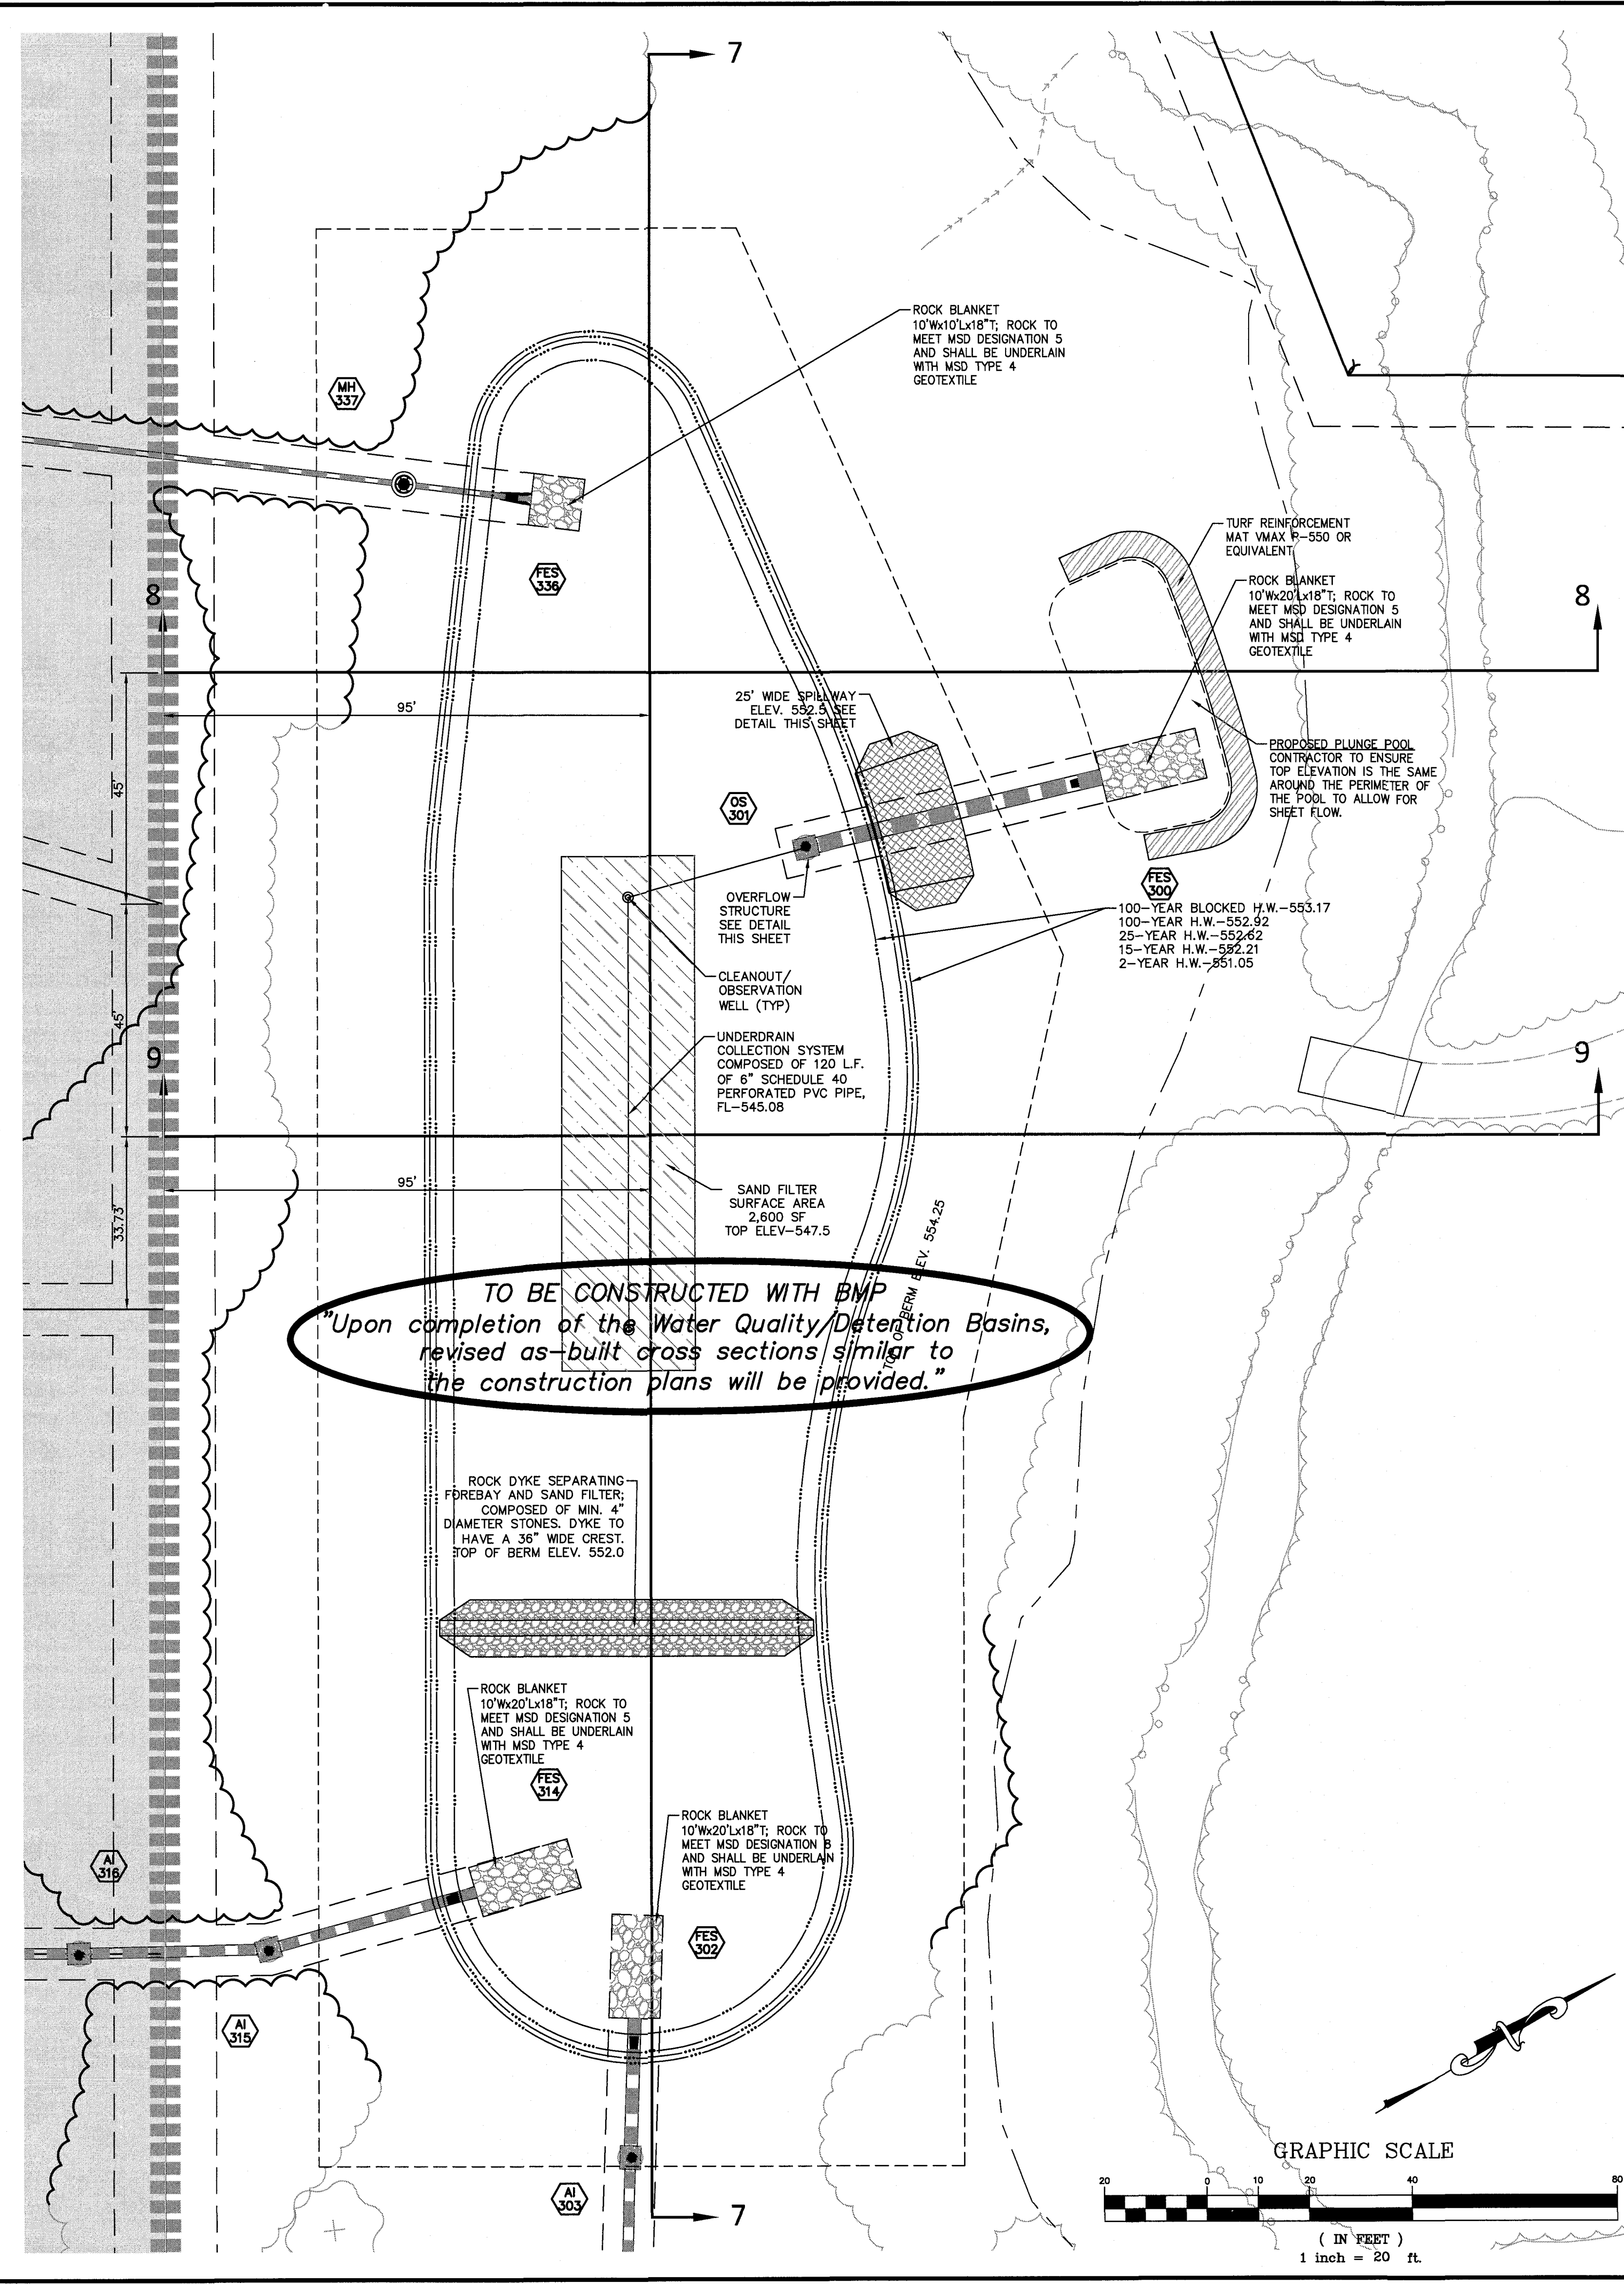 7
ROCK BLANKET
10'Wx10'Lx18"T; ROCK TO
MEET MSD DESIGNATION 5
AND SHALL BE UNDERLAIN
WITH MSD TYPE 4
GEOTEXTILE
MH
337
FES
336
TURF REINFORCEMENT
MAT VMAX P-550 OR
EQUIVALENT
8
8
ROCK BLANKET
10'Wx20'Lx18"T; ROCK TO
MEET MSD DESIGNATION 5
AND SHALL BE UNDERLAIN
WITH MSD TYPE 4
GEOTEXTILE
95'
25' WIDE SPILLWAY
ELEV. 552.5 SEE
DETAIL THIS SHEET
45'
PROPOSED PLUNGE POOL
CONTRACTOR TO ENSURE
TOP ELEVATION IS THE SAME
AROUND THE PERIMETER OF
THE POOL TO ALLOW FOR
SHEET FLOW.
OS
301
OVERFLOW
STRUCTURE
SEE DETAIL
THIS SHEET
FES
300
100-YEAR BLOCKED H.W.-553.17
100-YEAR H.W.-552.92
25-YEAR H.W.-552.62
15-YEAR H.W.-552.21
2-YEAR H.W.-551.05
CLEANOUT/
OBSERVATION
WELL (TYP)
45'
9
9
UNDERDRAIN
COLLECTION SYSTEM
COMPOSED OF 120 L.F.
OF 6" SCHEDULE 40
PERFORATED PVC PIPE,
FL-545.08
95'
33.73'
SAND FILTER
SURFACE AREA
2,600 SF
TOP ELEV-547.5
TOP OF BERM ELEV. 554.25
TO BE CONSTRUCTED WITH BMP
"Upon completion of the Water Quality/Detention Basins,
revised as-built cross sections similar to
the construction plans will be provided."
ROCK DYKE SEPARATING
FOREBAY AND SAND FILTER;
COMPOSED OF MIN. 4"
DIAMETER STONES. DYKE TO
HAVE A 36" WIDE CREST.
TOP OF BERM ELEV. 552.0
ROCK BLANKET
10'Wx20'Lx18"T; ROCK TO
MEET MSD DESIGNATION 5
AND SHALL BE UNDERLAIN
WITH MSD TYPE 4
GEOTEXTILE
FES
314
ROCK BLANKET
10'Wx20'Lx18"T; ROCK TO
MEET MSD DESIGNATION
AND SHALL BE UNDERLAIN
WITH MSD TYPE 4
GEOTEXTILE
AI
316
FES
302
AI
315
N
AI
303
7
GRAPHIC SCALE
20 0 10 20 40 80
( IN FEET )
1 inch = 20 ft.